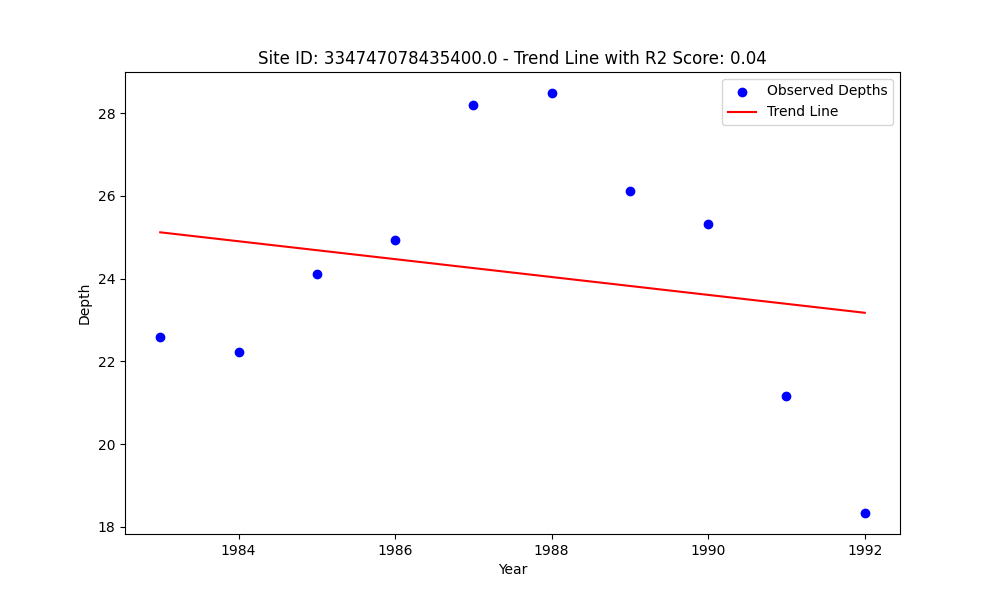 Site ID: 334747078435400.0 - Trend Line with R2 Score: 0.04
Observed Depths
Trend Line
28
26
24
22
20
18
Depth
1984
1986
1988
1990
1992
Year